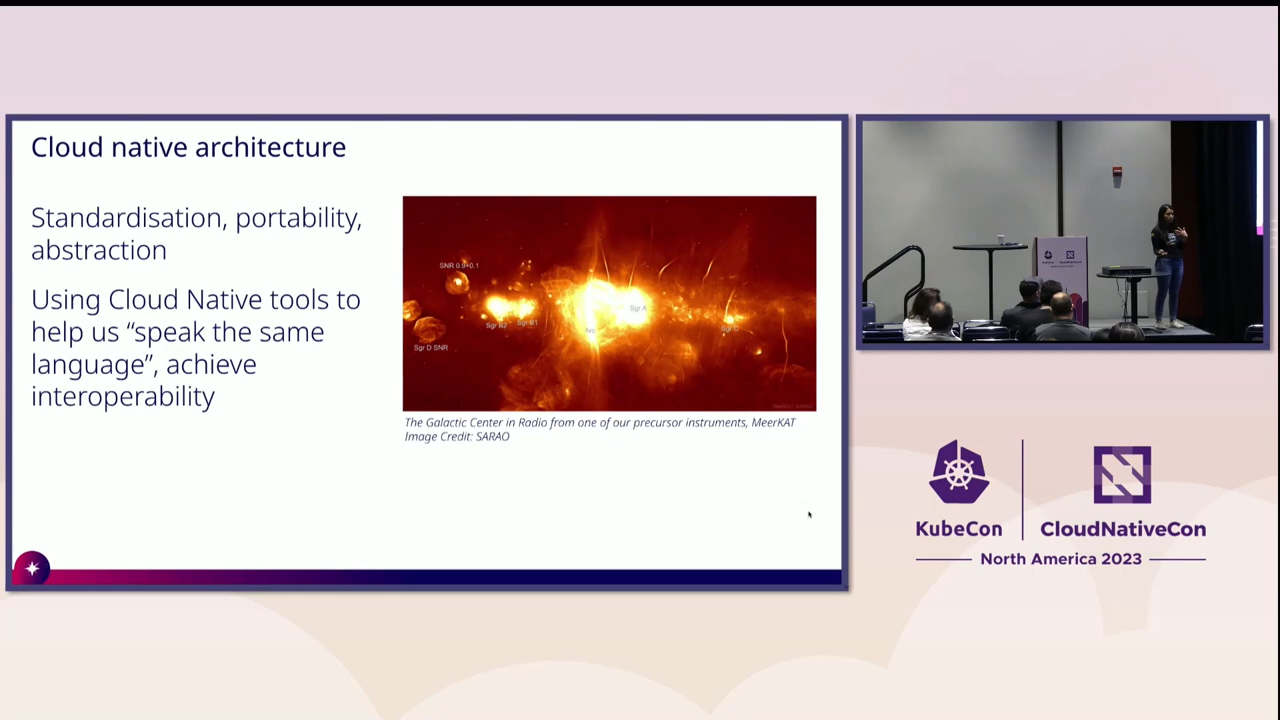 Cloud native architecture
Standardisation, portability,
abstraction
Using Cloud Native tools to
help us “speak the same
language”, achieve
interoperability
SNR 0.9+0.1
Sgr B2
Sgr B1
Sgr A
Arc
Sgr C
Sgr D SNR
The Galactic Center in Radio from one of our precursor instruments, MeerKAT
Image Credit: SARAO
KubeCon
CloudNativeCon
North America 2023